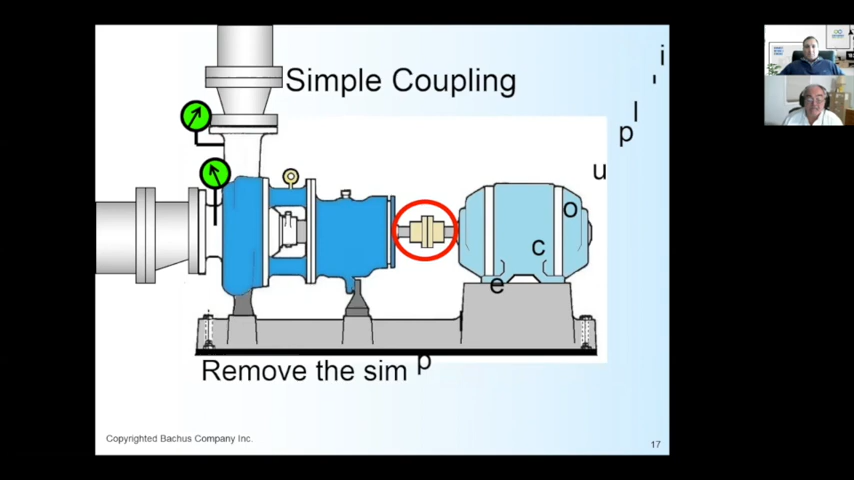 Simple Coupling
Remove the sim p
e c o u p l i
Copyrighted Bachus Company Inc.
17